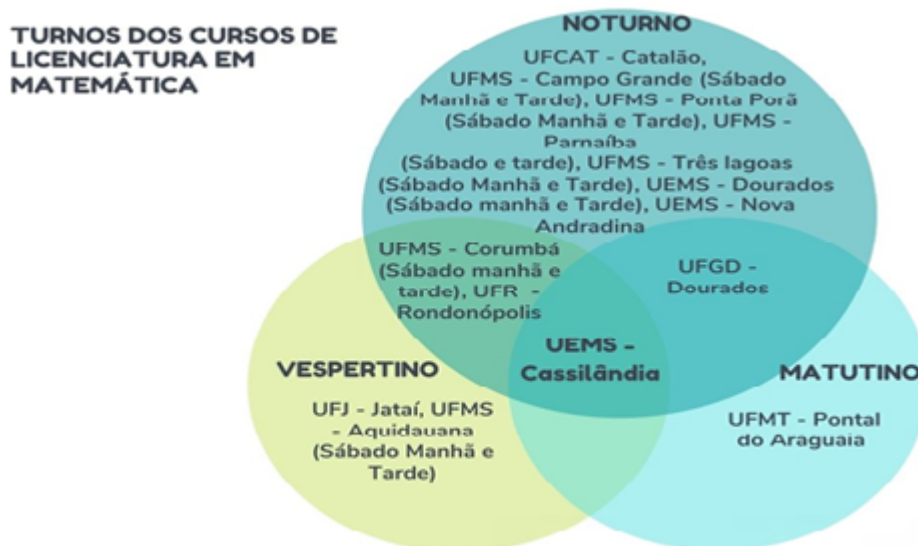 TURNOS DOS CURSOS DE
LICENCIATURA EM
MATEMÁTICA
NOTURNO
UFCAT - Catalão,
UFMS - Campo Grande (Sábado
Manhã e Tarde), UFMS - Ponta Porã
(Sábado Manhã e Tarde), UFMS -
Parnaíba
(Sábado e tarde), UFMS - Três lagoas
(Sábado Manhã e Tarde), UEMS - Dourados
(Sábado manhã e Tarde), UEMS - Nova
Andradina
UFMS - Corumbá
(Sábado manhã e
tarde), UFR -
Rondonópolis
UFGD -
Dourados
UEMS -
Cassilândia
VESPERTINO
UFJ - Jataí, UFMS
- Aquidauana
(Sábado Manhã e
Tarde)
MATUTINO
UFMT - Pontal
do Araguaia